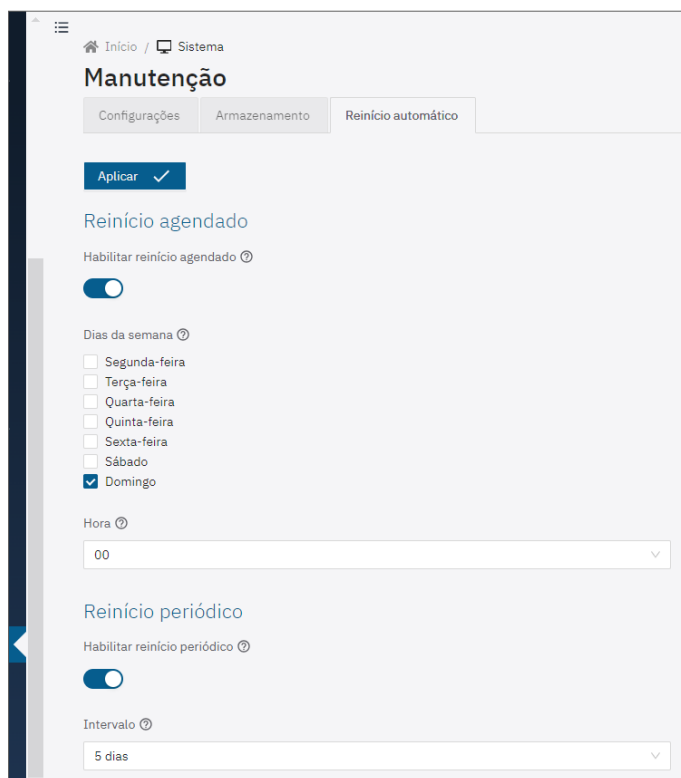 Início / Sistema
Manutenção
Configurações Armazenamento Reinício automático
Aplicar
Reinício agendado
Habilitar reinício agendado
Dias da semana
Segunda-feira
Terça-feira
Quarta-feira
Quinta-feira
Sexta-feira
Sábado
Domingo
Hora
00
Reinício periódico
Habilitar reinício periódico
Intervalo
5 dias